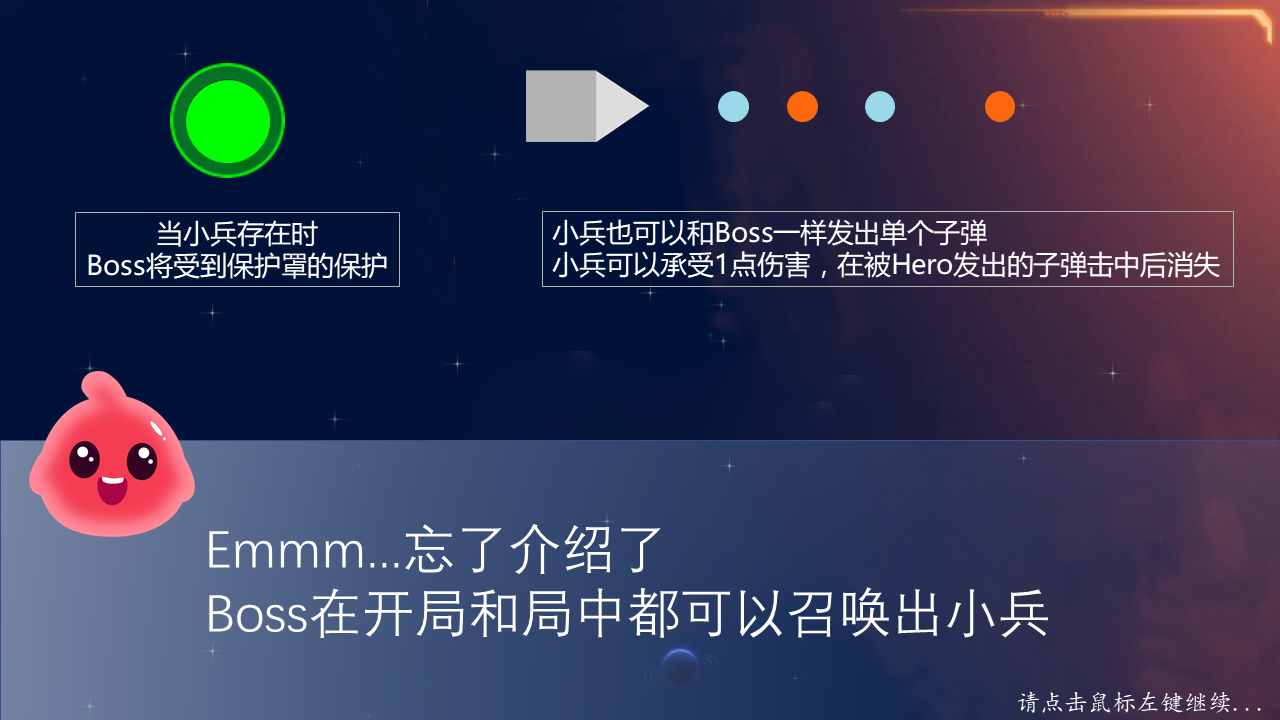 当小兵存在时
Boss将受到保护罩的保护
小兵也可以和Boss一样发出单个子弹
小兵可以承受1点伤害，在被Hero发出的子弹击中后消失
Emmm...忘了介绍了
Boss在开局和局中都可以召唤出小兵
请点击鼠标左键继续...